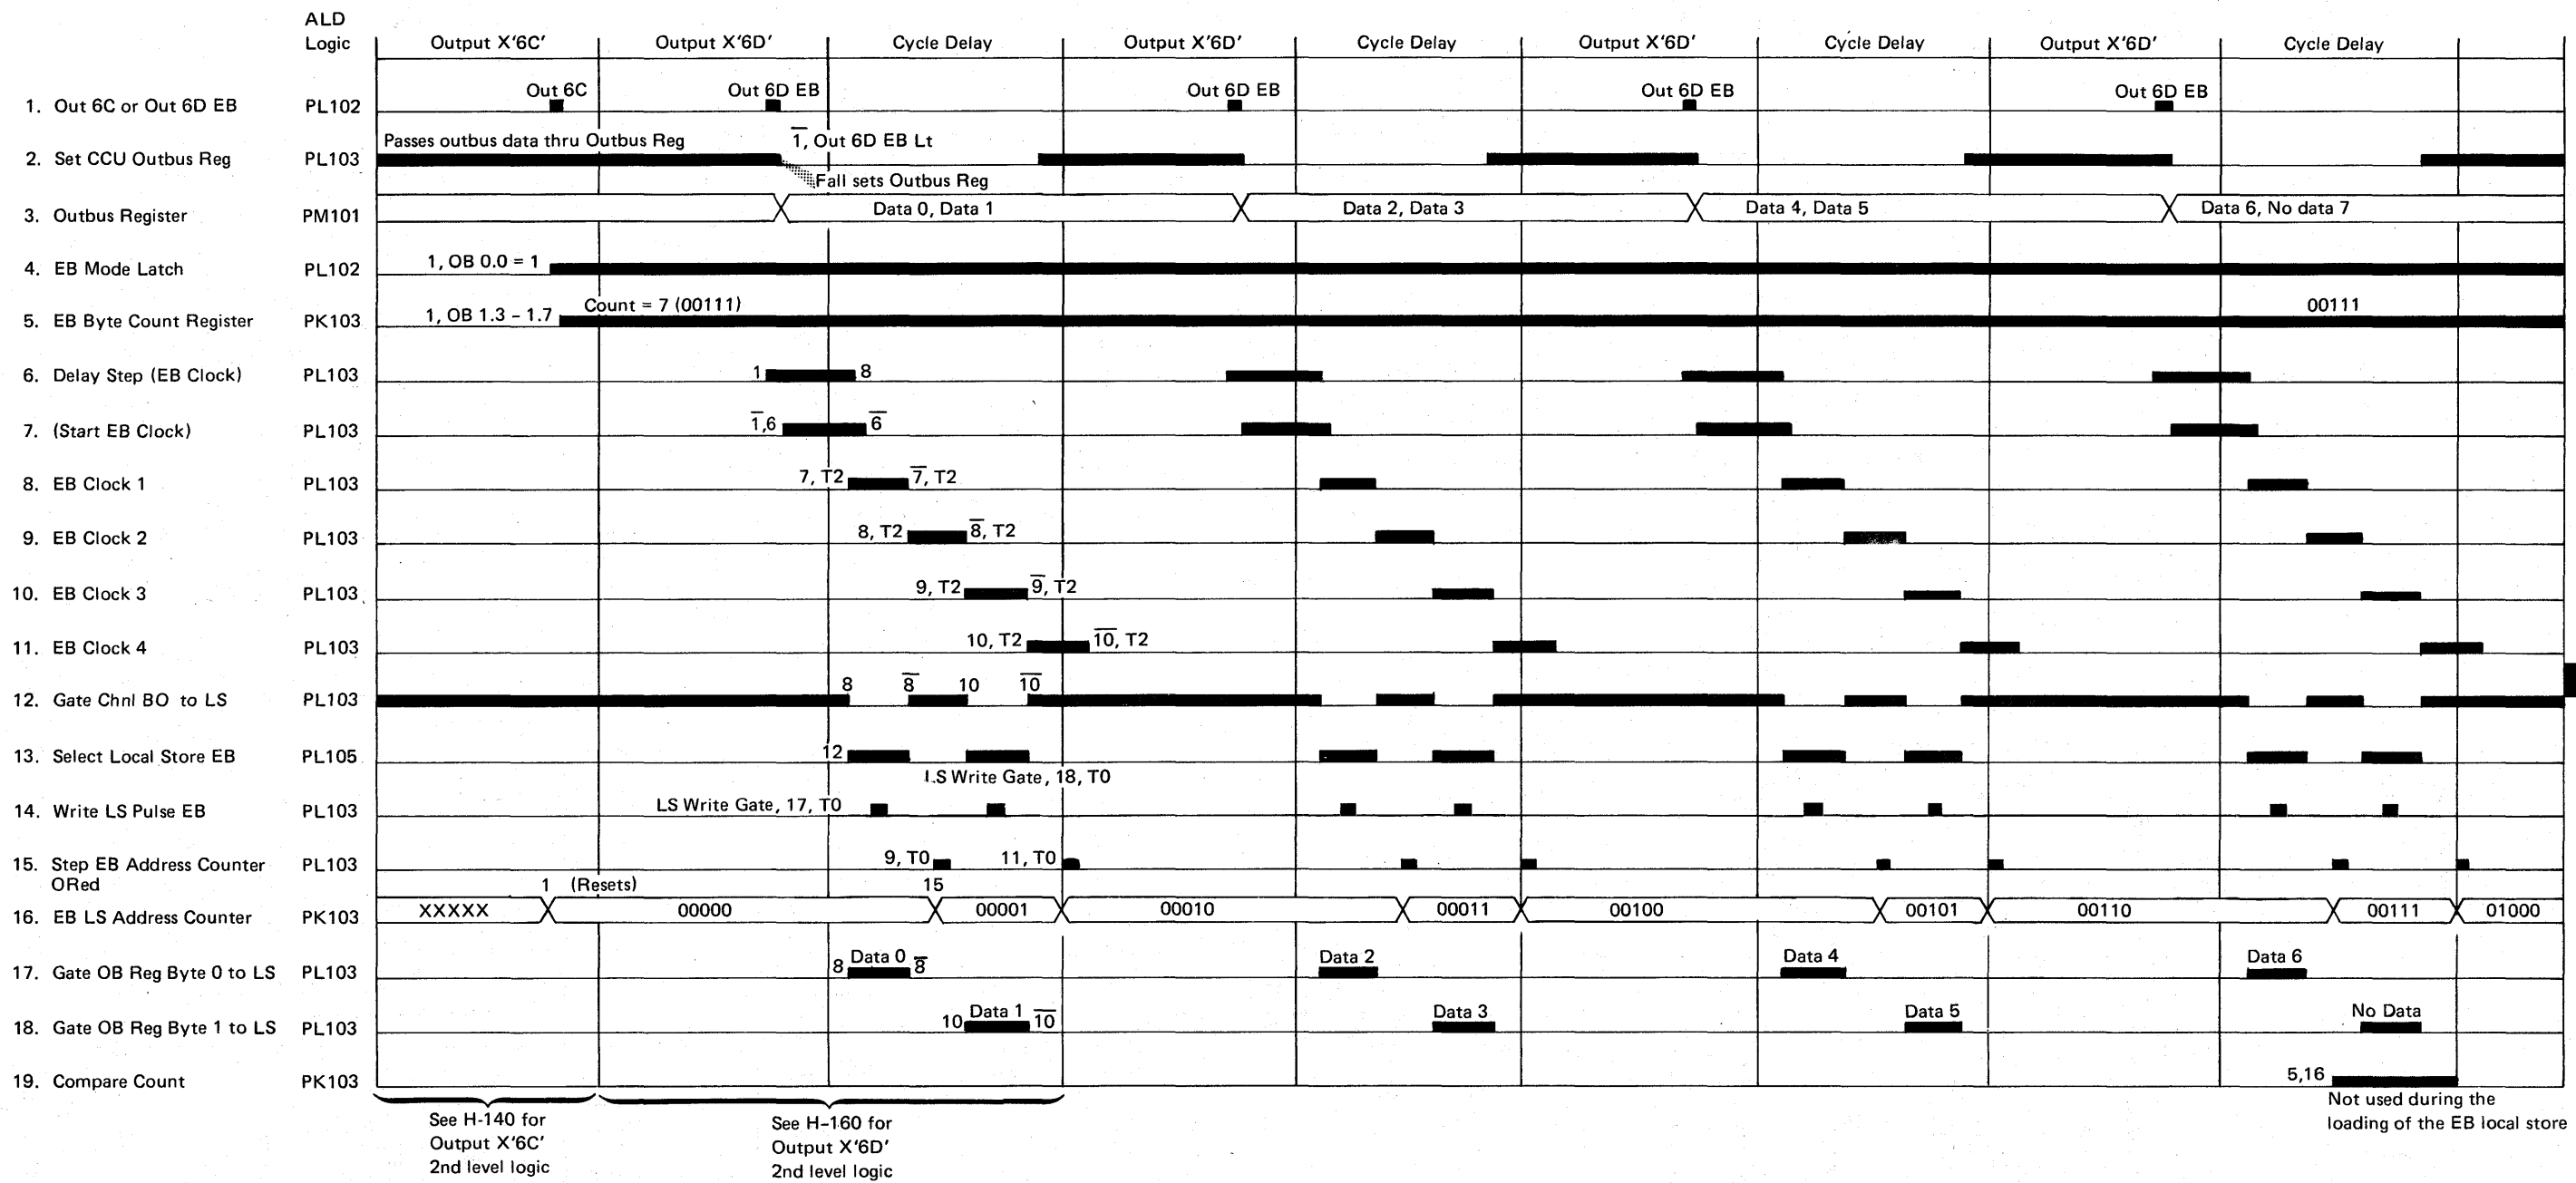 ALD
Logic
Output X'6C'
Output X'6D'
Cycle Delay
Output X'6D'
Cycle Delay
Output X'6D'
Cycle Delay
Output X'6D'
Cycle Delay
1. Out 6C or Out 6D EB PL102 Out 6C Out 6D EB Out 6D EB Out 6D EB Out 6D EB
Passes outbus data thru Outbus Reg 1̅, Out 6D EB Lt
2. Set CCU Outbus Reg PL103
Fall sets Outbus Reg
3. Outbus Register PM101 Data 0, Data 1 Data 2, Data 3 Data 4, Data 5 Data 6, No data 7
4. EB Mode Latch PL102 1, OB 0.0 = 1
Count = 7 (00111) 00111
5. EB Byte Count Register PK103 1, OB 1.3 – 1.7
6. Delay Step (EB Clock) PL103 1 8
7. (Start EB Clock) PL103 1̅,6 6̅
8. EB Clock 1 PL103 7, T2 7̅, T2
9. EB Clock 2 PL103 8, T2 8̅, T2
10. EB Clock 3 PL103 9, T2 9̅, T2
11. EB Clock 4 PL103 10, T2 1̅0̅, T2
12. Gate Chnl BO to LS PL103 8 8̅ 10 1̅0̅
13. Select Local Store EB PL105 12
LS Write Gate, 18, T0
14. Write LS Pulse EB PL103 LS Write Gate, 17, T0
15. Step EB Address Counter PL103 9, T0 11, T0
ORed 1 (Resets) 15
16. EB LS Address Counter PK103 XXXXX 00000 00001 00010 00011 00100 00101 00110 00111 01000
17. Gate OB Reg Byte 0 to LS PL103 8 Data 0 8̅ Data 2 Data 4 Data 6
18. Gate OB Reg Byte 1 to LS PL103 10 Data 1 1̅0̅ Data 3 Data 5 No Data
19. Compare Count PK103 5,16
See H-140 for
Output X'6C'
2nd level logic
See H-160 for
Output X'6D'
2nd level logic
Not used during the
loading of the EB local store